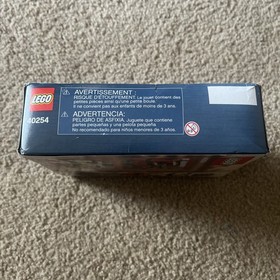 LEGO
40254
AVERTISSEMENT :
RISQUE D'ÉTOUFFEMENT. Le jouet contient des
petites pièces ainsi qu'une petite boule.
Il ne convient pas aux enfants de moins de 3 ans.
ADVERTENCIA:
PELIGRO DE ASFIXIA. Juguete que contiene
partes pequeñas y una pelota pequeña
No recomendado para niños menores de 3 años.